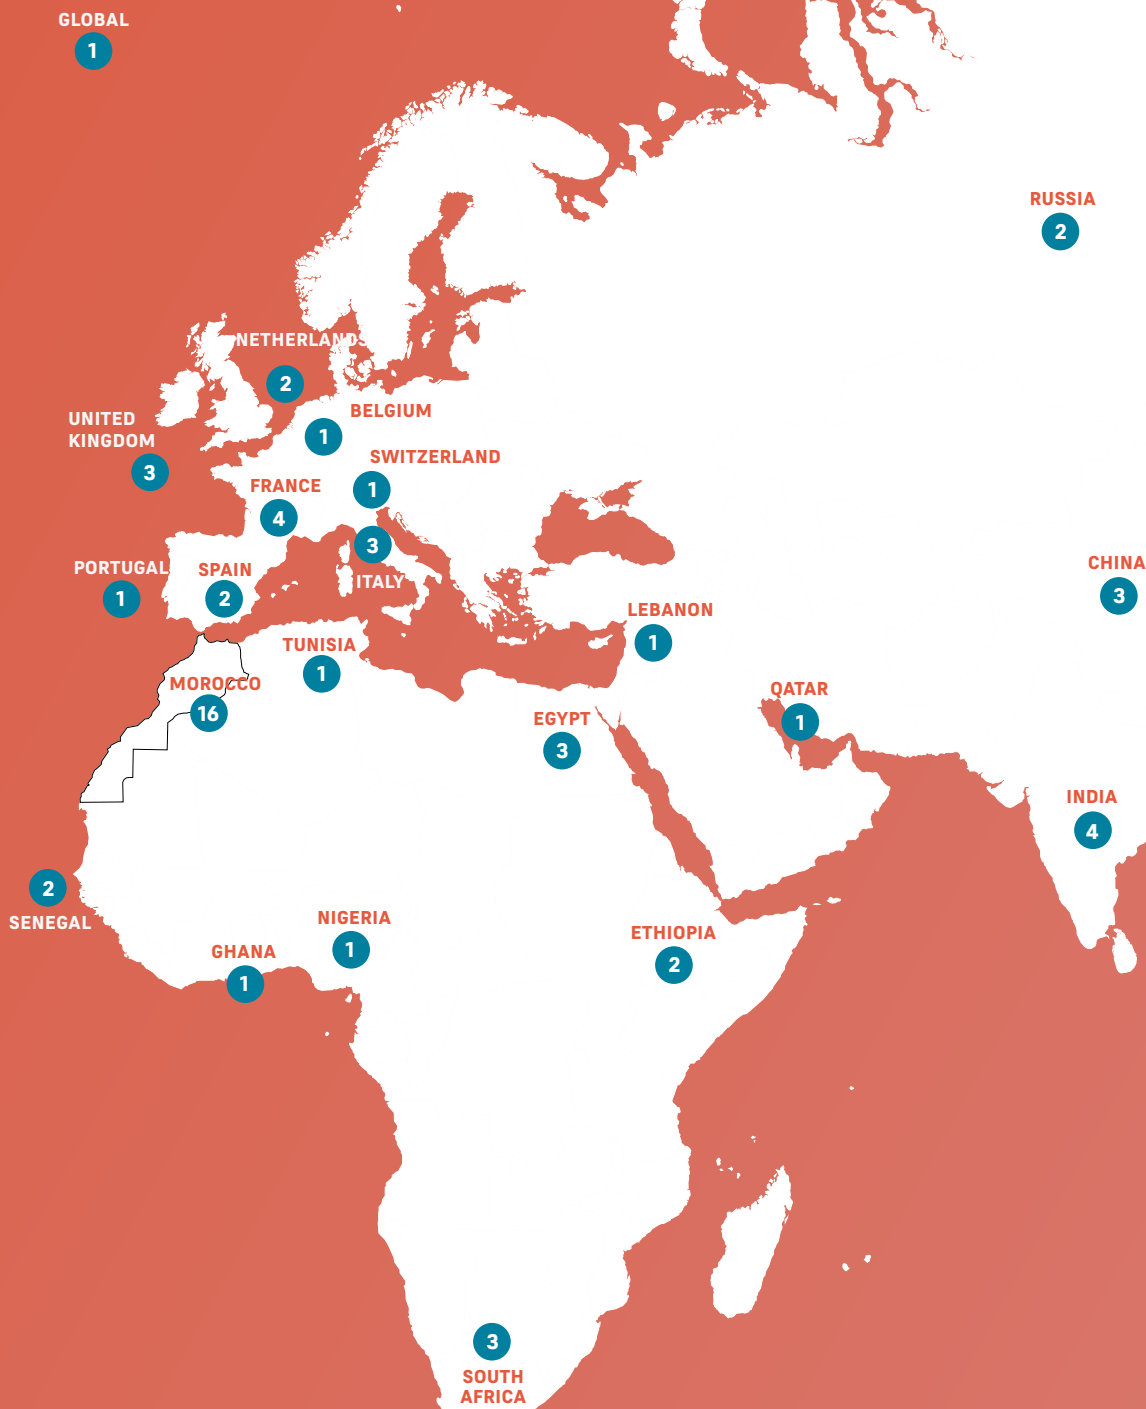 GLOBAL
1
RUSSIA
2
NETHERLANDS
2
BELGIUM
1
UNITED
KINGDOM
3
SWITZERLAND
1
FRANCE
4
3
ITALY
PORTUGAL
1
SPAIN
2
CHINA
3
LEBANON
1
TUNISIA
1
MOROCCO
16
QATAR
1
EGYPT
3
INDIA
4
2
SENEGAL
NIGERIA
1
GHANA
1
ETHIOPIA
2
3
SOUTH
AFRICA